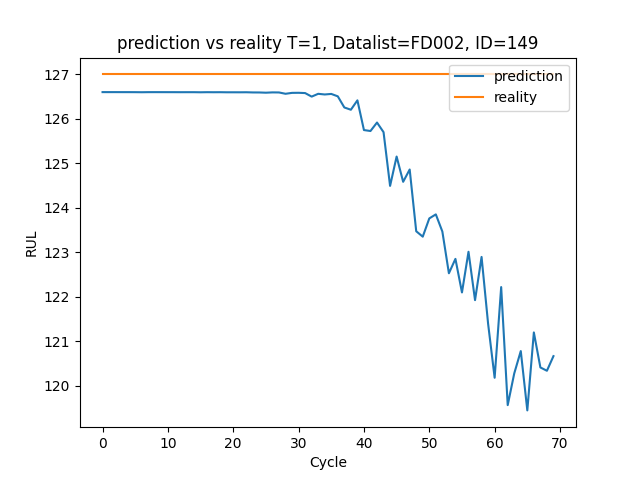 prediction vs reality T=1, Datalist=FD002, ID=149
prediction
reality
127
126
125
124
123
122
121
120
RUL
0 10 20 30 40 50 60 70
Cycle